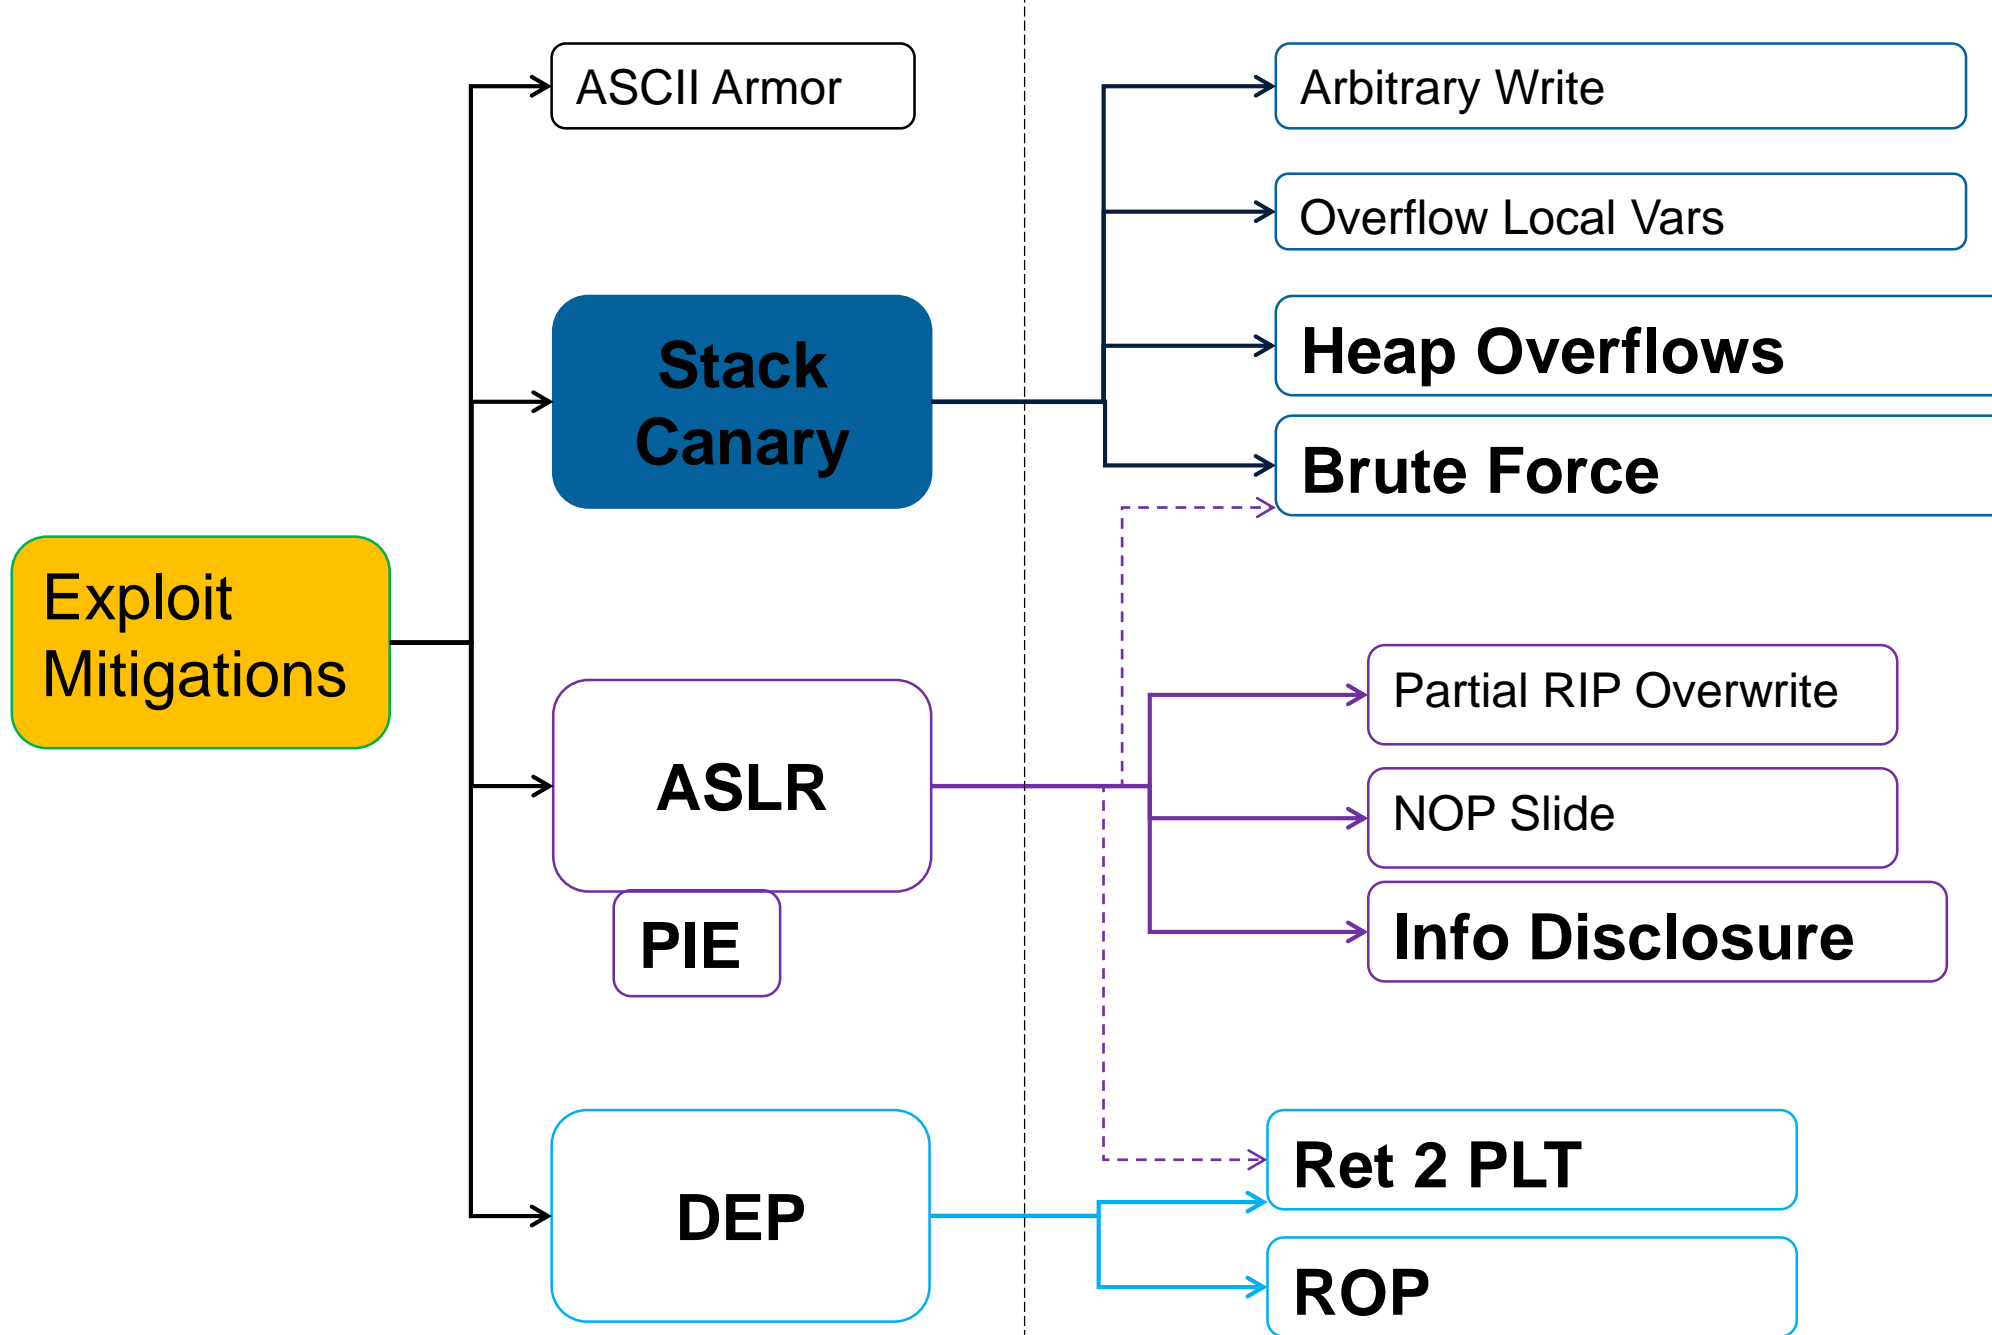 ASCII Armor
Arbitrary Write
Overflow Local Vars
Stack
Canary
Heap Overflows
Brute Force
Exploit
Mitigations
Partial RIP Overwrite
ASLR
NOP Slide
PIE
Info Disclosure
Ret 2 PLT
DEP
ROP